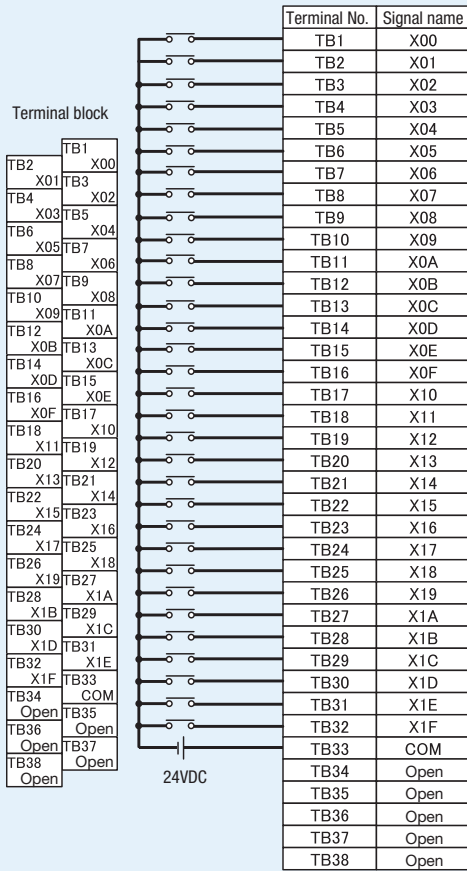 Terminal block
TB1
X00
TB2
X01
TB3
X02
TB4
X03
TB5
X04
TB6
X05
TB7
X06
TB8
X07
TB9
X08
TB10
X09
TB11
X0A
TB12
X0B
TB13
X0C
TB14
X0D
TB15
X0E
TB16
X0F
TB17
X10
TB18
X11
TB19
X12
TB20
X13
TB21
X14
TB22
X15
TB23
X16
TB24
X17
TB25
X18
TB26
X19
TB27
X1A
TB28
X1B
TB29
X1C
TB30
X1D
TB31
X1E
TB32
X1F
TB33
COM
TB34
Open
TB35
Open
TB36
Open
TB37
Open
TB38
Open
24VDC
Terminal No. Signal name
TB1 X00
TB2 X01
TB3 X02
TB4 X03
TB5 X04
TB6 X05
TB7 X06
TB8 X07
TB9 X08
TB10 X09
TB11 X0A
TB12 X0B
TB13 X0C
TB14 X0D
TB15 X0E
TB16 X0F
TB17 X10
TB18 X11
TB19 X12
TB20 X13
TB21 X14
TB22 X15
TB23 X16
TB24 X17
TB25 X18
TB26 X19
TB27 X1A
TB28 X1B
TB29 X1C
TB30 X1D
TB31 X1E
TB32 X1F
TB33 COM
TB34 Open
TB35 Open
TB36 Open
TB37 Open
TB38 Open